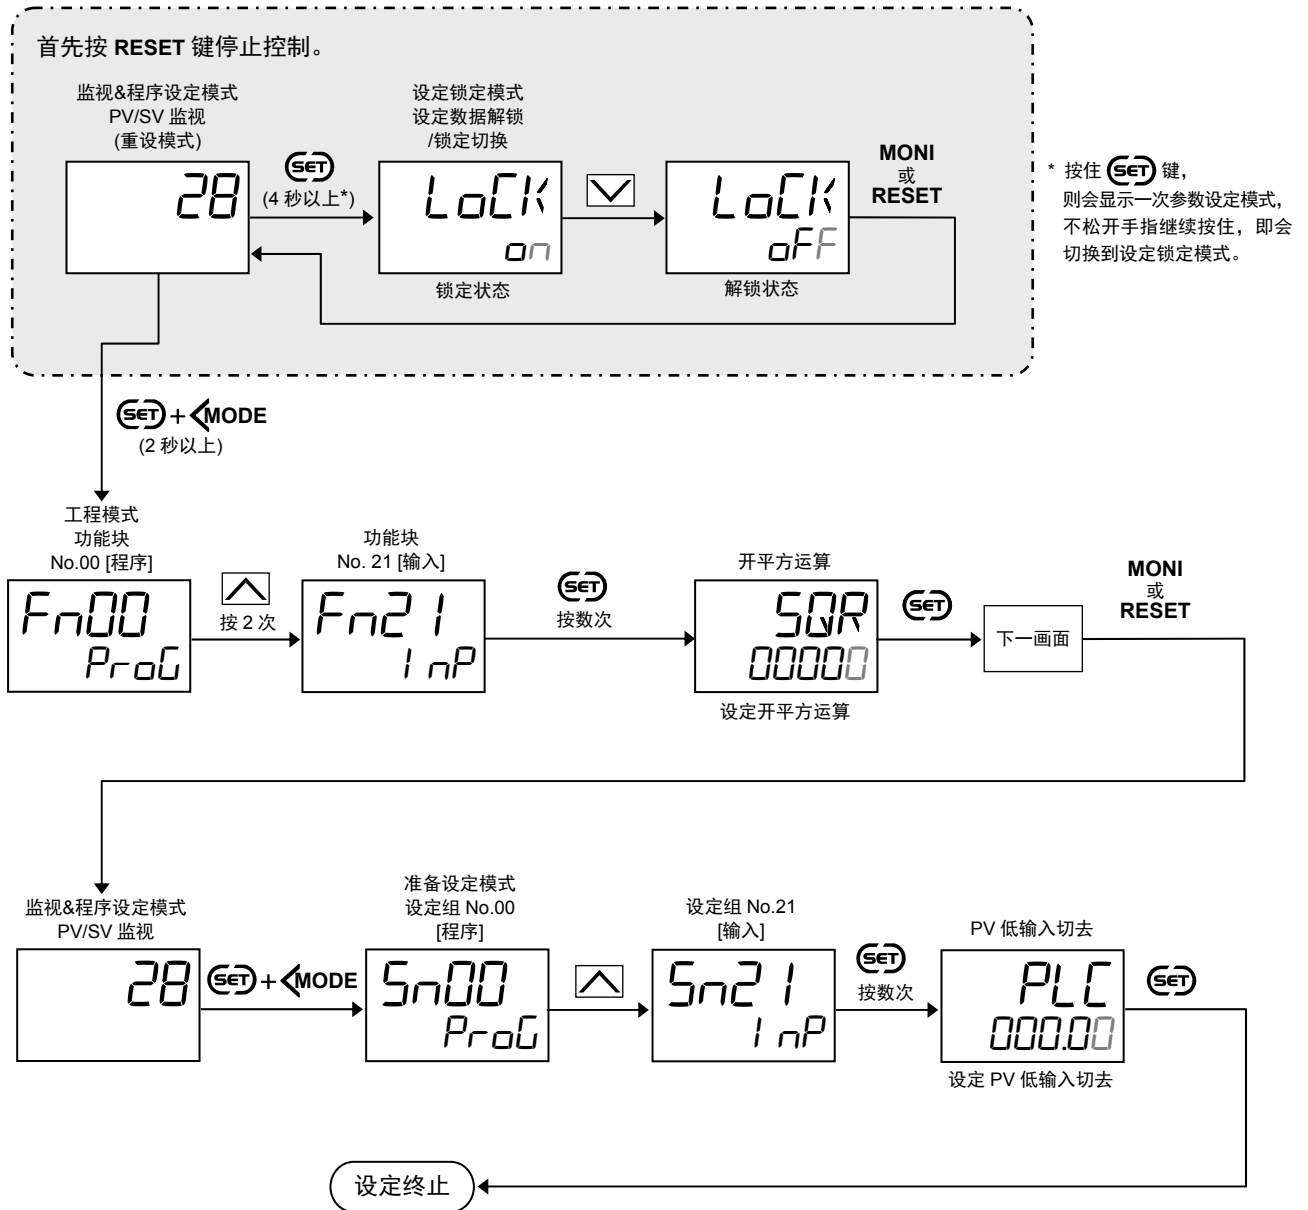 首先按 RESET 键停止控制。
监视&程序设定模式
PV/SV 监视
(重设模式)
28
SET
(4 秒以上*)
设定锁定模式
设定数据解锁
/锁定切换
LoCK
on
锁定状态
LoCK
oFF
解锁状态
MONI
或
RESET
* 按住 SET 键，
则会显示一次参数设定模式，
不松开手指继续按住，即会
切换到设定锁定模式。
SET + MODE
(2 秒以上)
工程模式
功能块
No.00 [程序]
Fn00
ProG
按 2 次
功能块
No. 21 [输入]
Fn21
InP
SET
按数次
开平方运算
SQR
00000
设定开平方运算
SET
下一画面
MONI
或
RESET
监视&程序设定模式
PV/SV 监视
28
SET + MODE
准备设定模式
设定组 No.00
[程序]
Sn00
ProG
设定组 No.21
[输入]
Sn21
InP
SET
按数次
PV 低输入切去
PLC
000.00
设定 PV 低输入切去
SET
设定终止